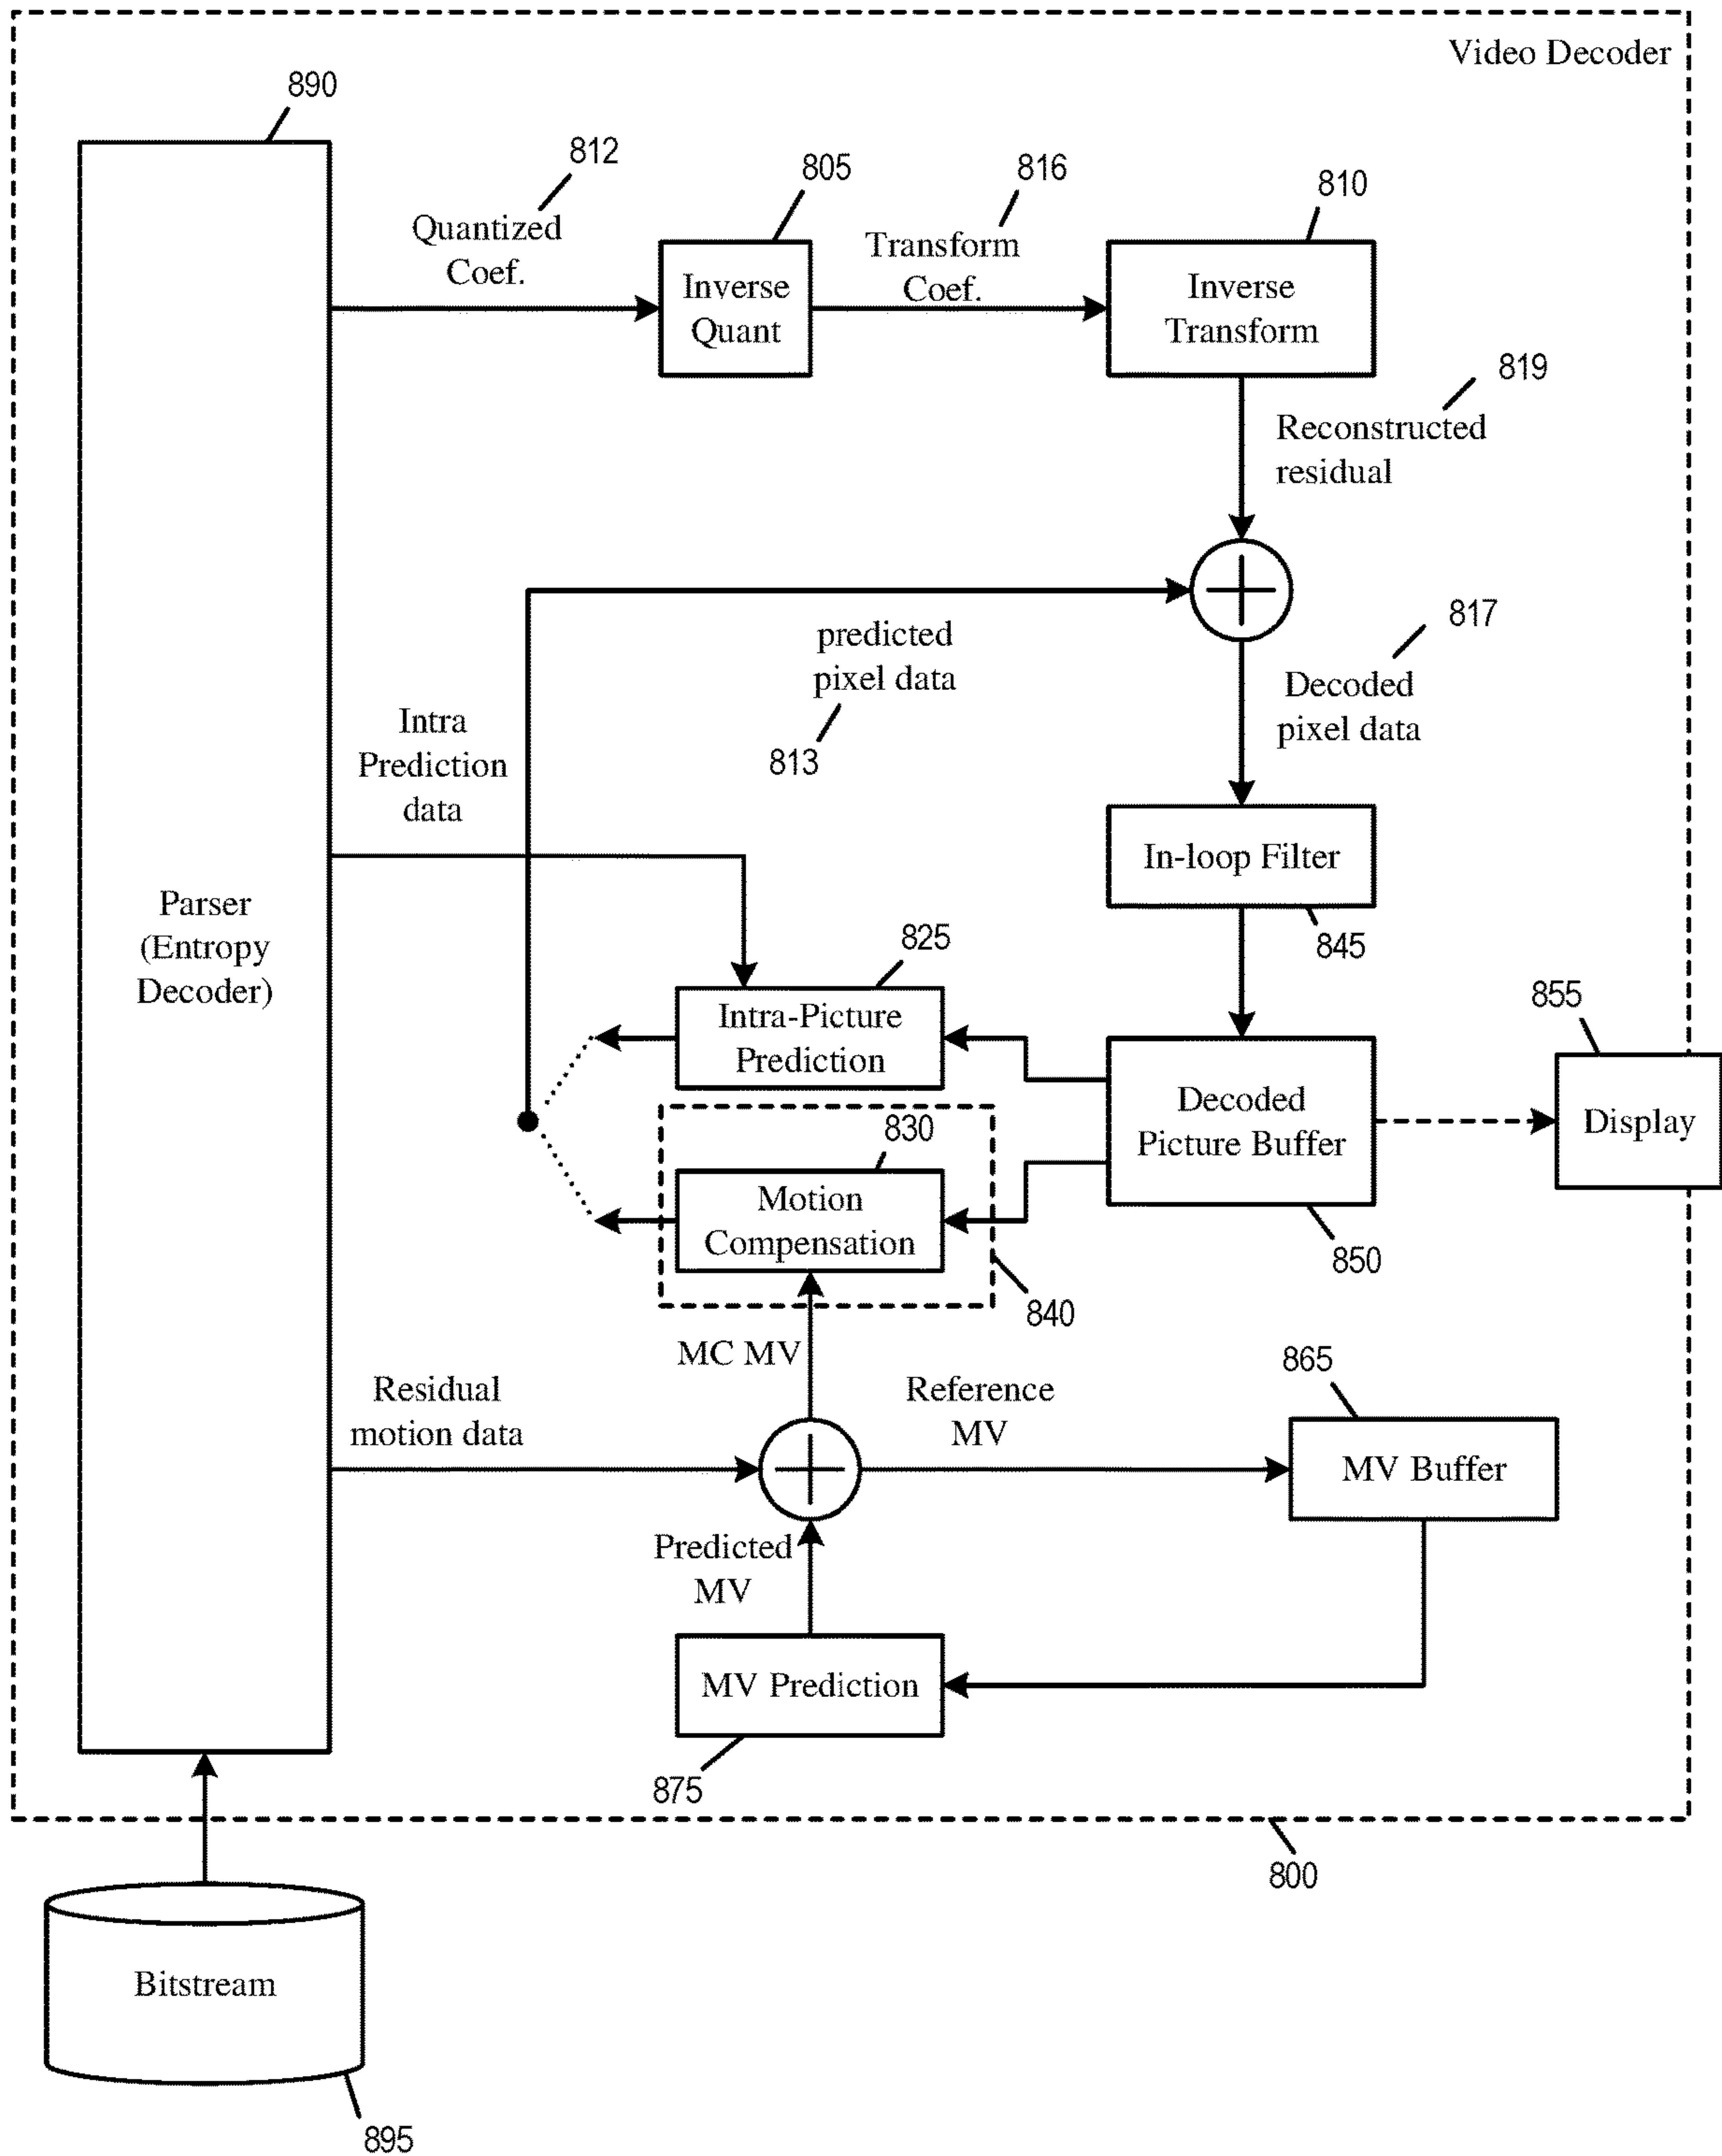 Video Decoder
890
812
805
816
810
Quantized
Coef.
Inverse
Quant
Transform
Coef.
Inverse
Transform
819
Reconstructed
residual
817
predicted
pixel data
813
Decoded
pixel data
Intra
Prediction
data
In-loop Filter
845
Parser
(Entropy
Decoder)
825
Intra-Picture
Prediction
855
Decoded
Picture Buffer
Display
830
Motion
Compensation
850
840
MC MV
865
Residual
motion data
Reference
MV
MV Buffer
Predicted
MV
MV Prediction
875
800
Bitstream
895